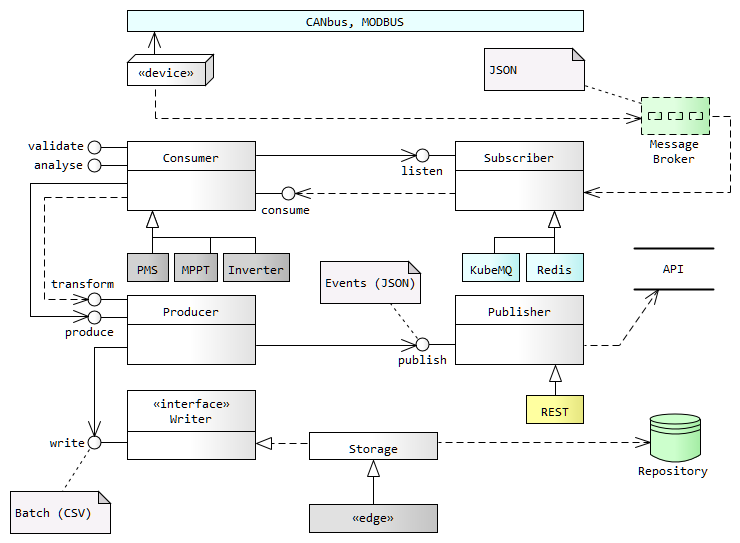 CANbus, MODBUS
«device»
JSON
Message
Broker
validate
analyse
Consumer
listen
Subscriber
consume
PMS
MPPT
Inverter
KubeMQ
Redis
API
transform
produce
Producer
Events (JSON)
publish
Publisher
REST
«interface»
Writer
write
Storage
Repository
Batch (CSV)
«edge»